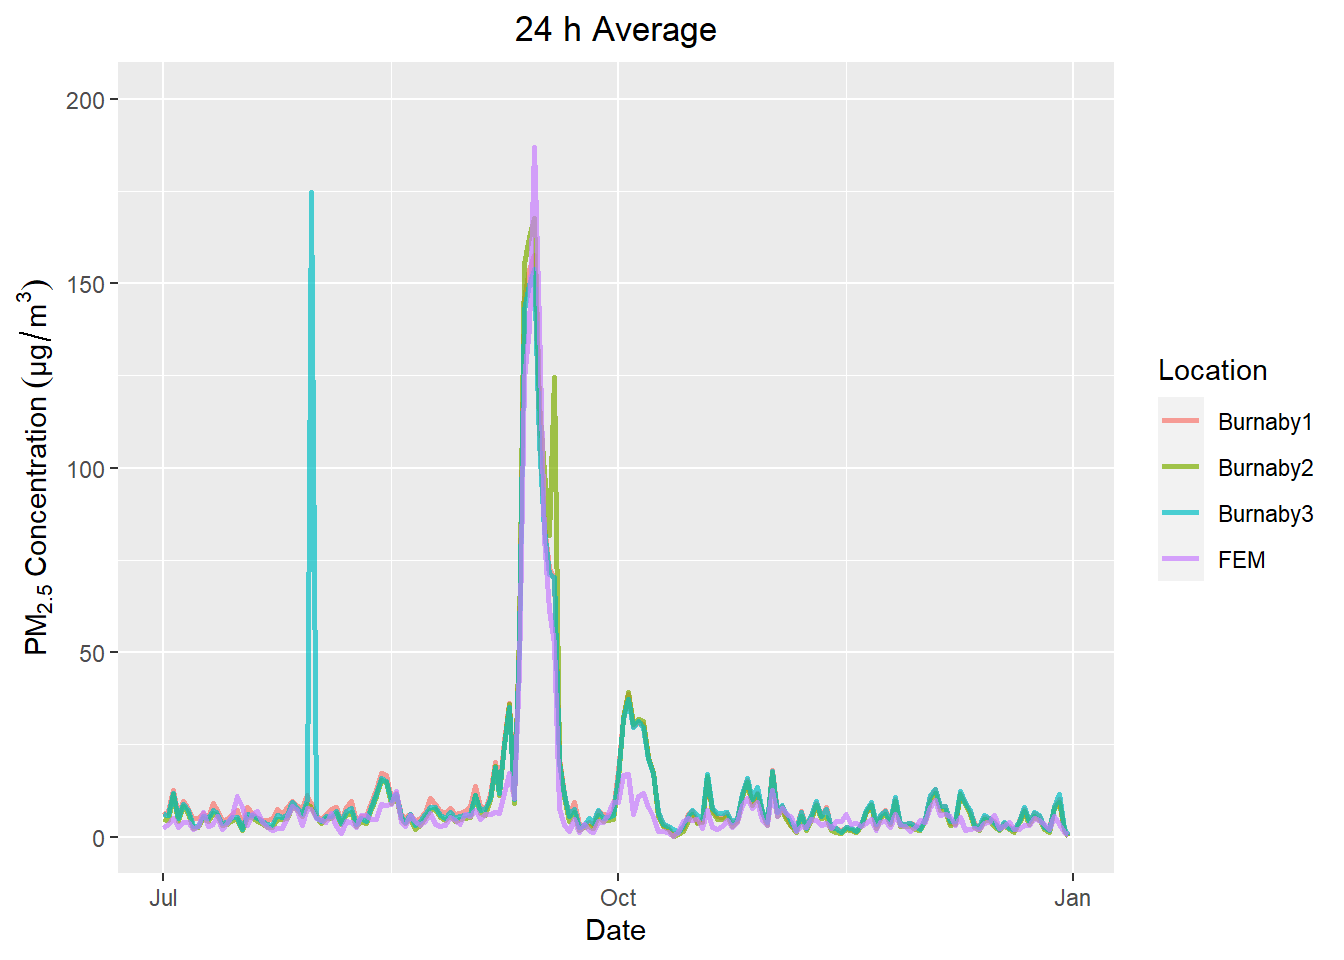 24 h Average
200
150
100
50
0
PM2.5 Concentration (µg/m³)
Jul Oct Jan
Date
Location
Burnaby1
Burnaby2
Burnaby3
FEM